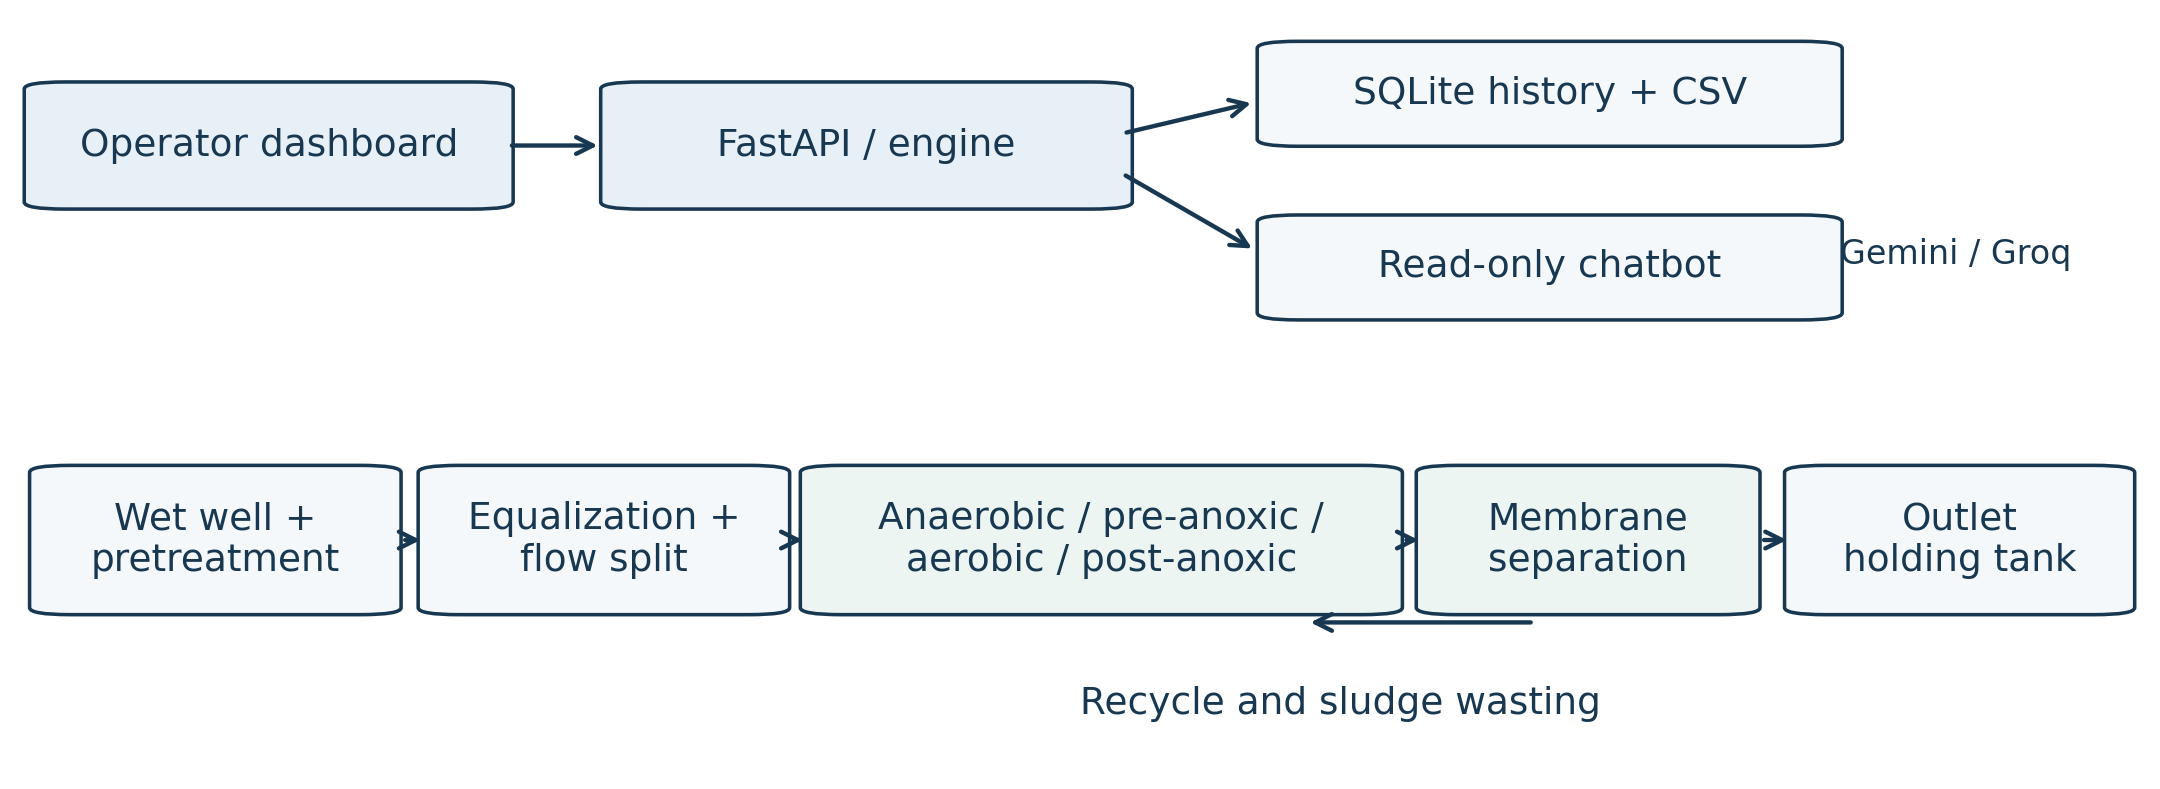 Operator dashboard
FastAPI / engine
SQLite history + CSV
Read-only chatbot
Gemini / Groq
Wet well +
pretreatment
Equalization +
flow split
Anaerobic / pre-anoxic /
aerobic / post-anoxic
Membrane
separation
Outlet
holding tank
Recycle and sludge wasting